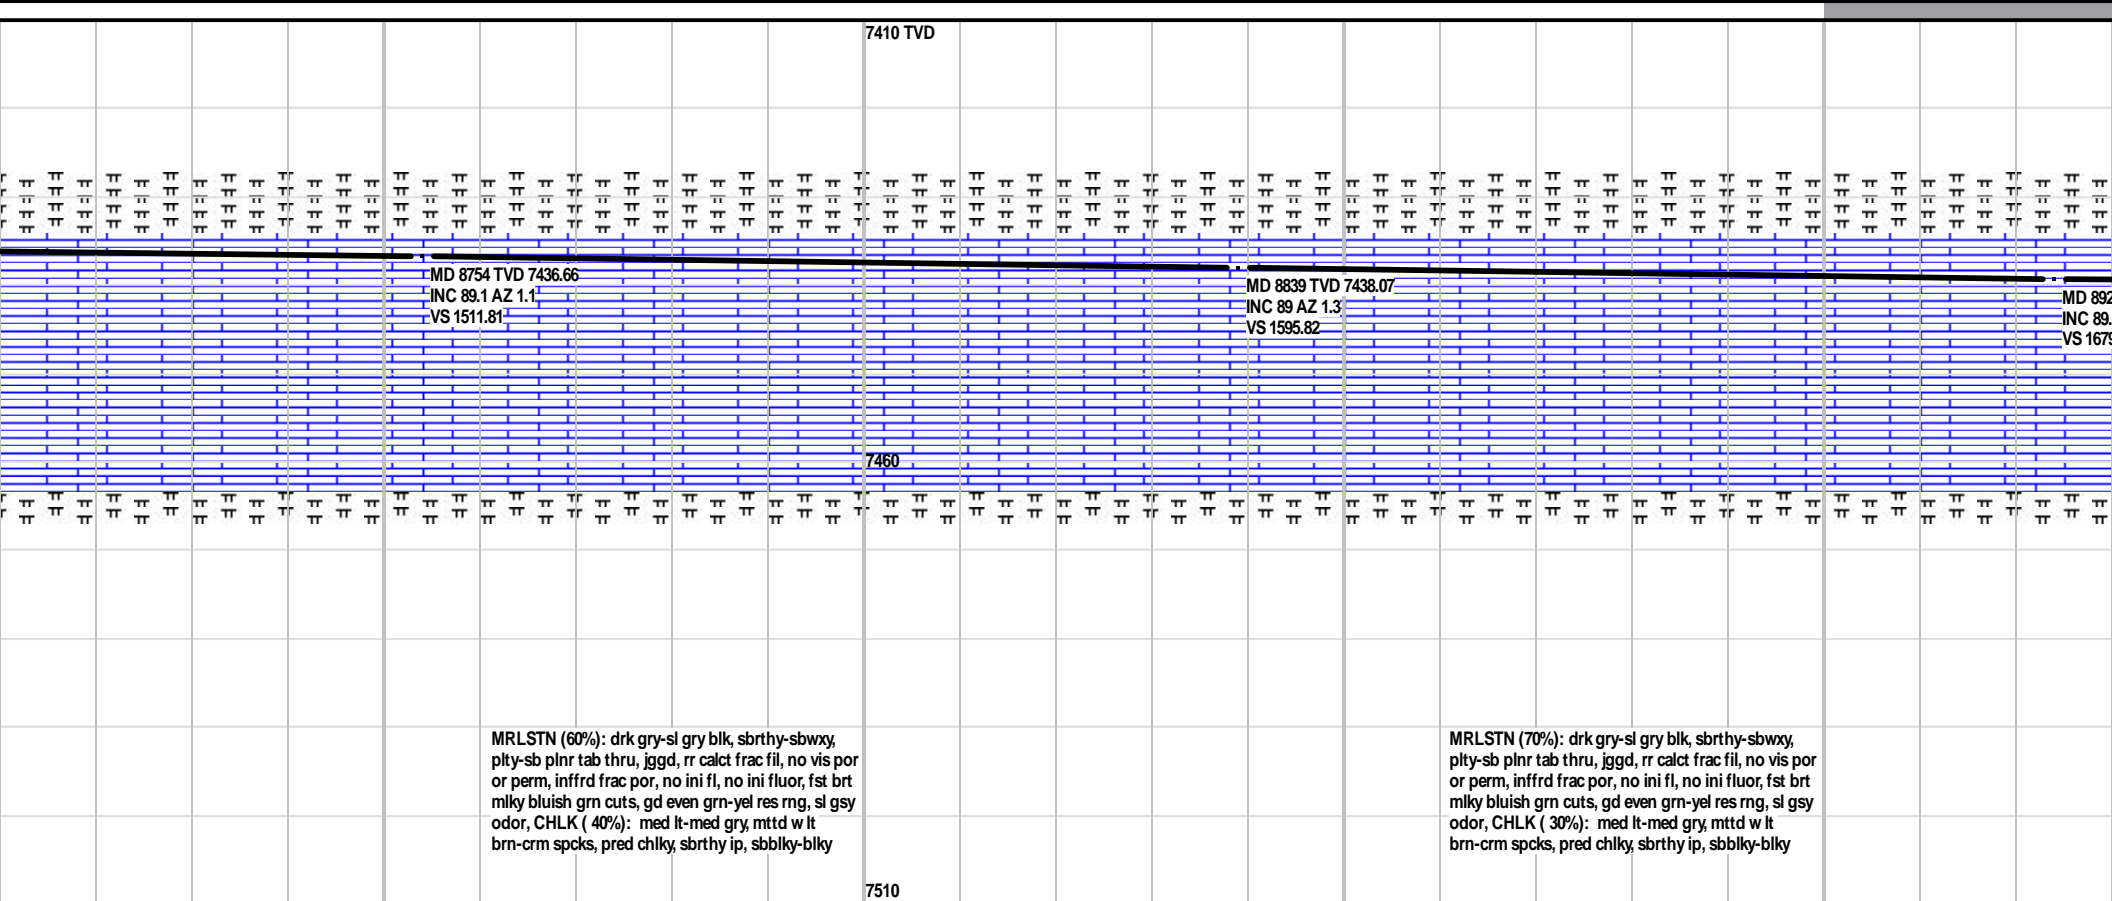 7410 TVD
MD 8754 TVD 7436.66
INC 89.1 AZ 1.1
VS 1511.81
MD 8839 TVD 7438.07
INC 89 AZ 1.3
VS 1595.82
MD 892
INC 89.
VS 1679
7460
MRLSTN (60%): drk gry-sl gry blk, sbrthy-sbwxy,
plty-sb plnr tab thru, jggd, rr calct frac fil, no vis por
or perm, inffrd frac por, no ini fl, no ini fluor, fst brt
mlky bluish grn cuts, gd even grn-yel res rng, sl gsy
odor, CHLK ( 40%): med lt-med gry, mttd w lt
brn-crm spcks, pred chlky, sbrthy ip, sbblky-blky
MRLSTN (70%): drk gry-sl gry blk, sbrthy-sbwxy,
plty-sb plnr tab thru, jggd, rr calct frac fil, no vis por
or perm, inffrd frac por, no ini fl, no ini fluor, fst brt
mlky bluish grn cuts, gd even grn-yel res rng, sl gsy
odor, CHLK ( 30%): med lt-med gry, mttd w lt
brn-crm spcks, pred chlky, sbrthy ip, sbblky-blky
7510